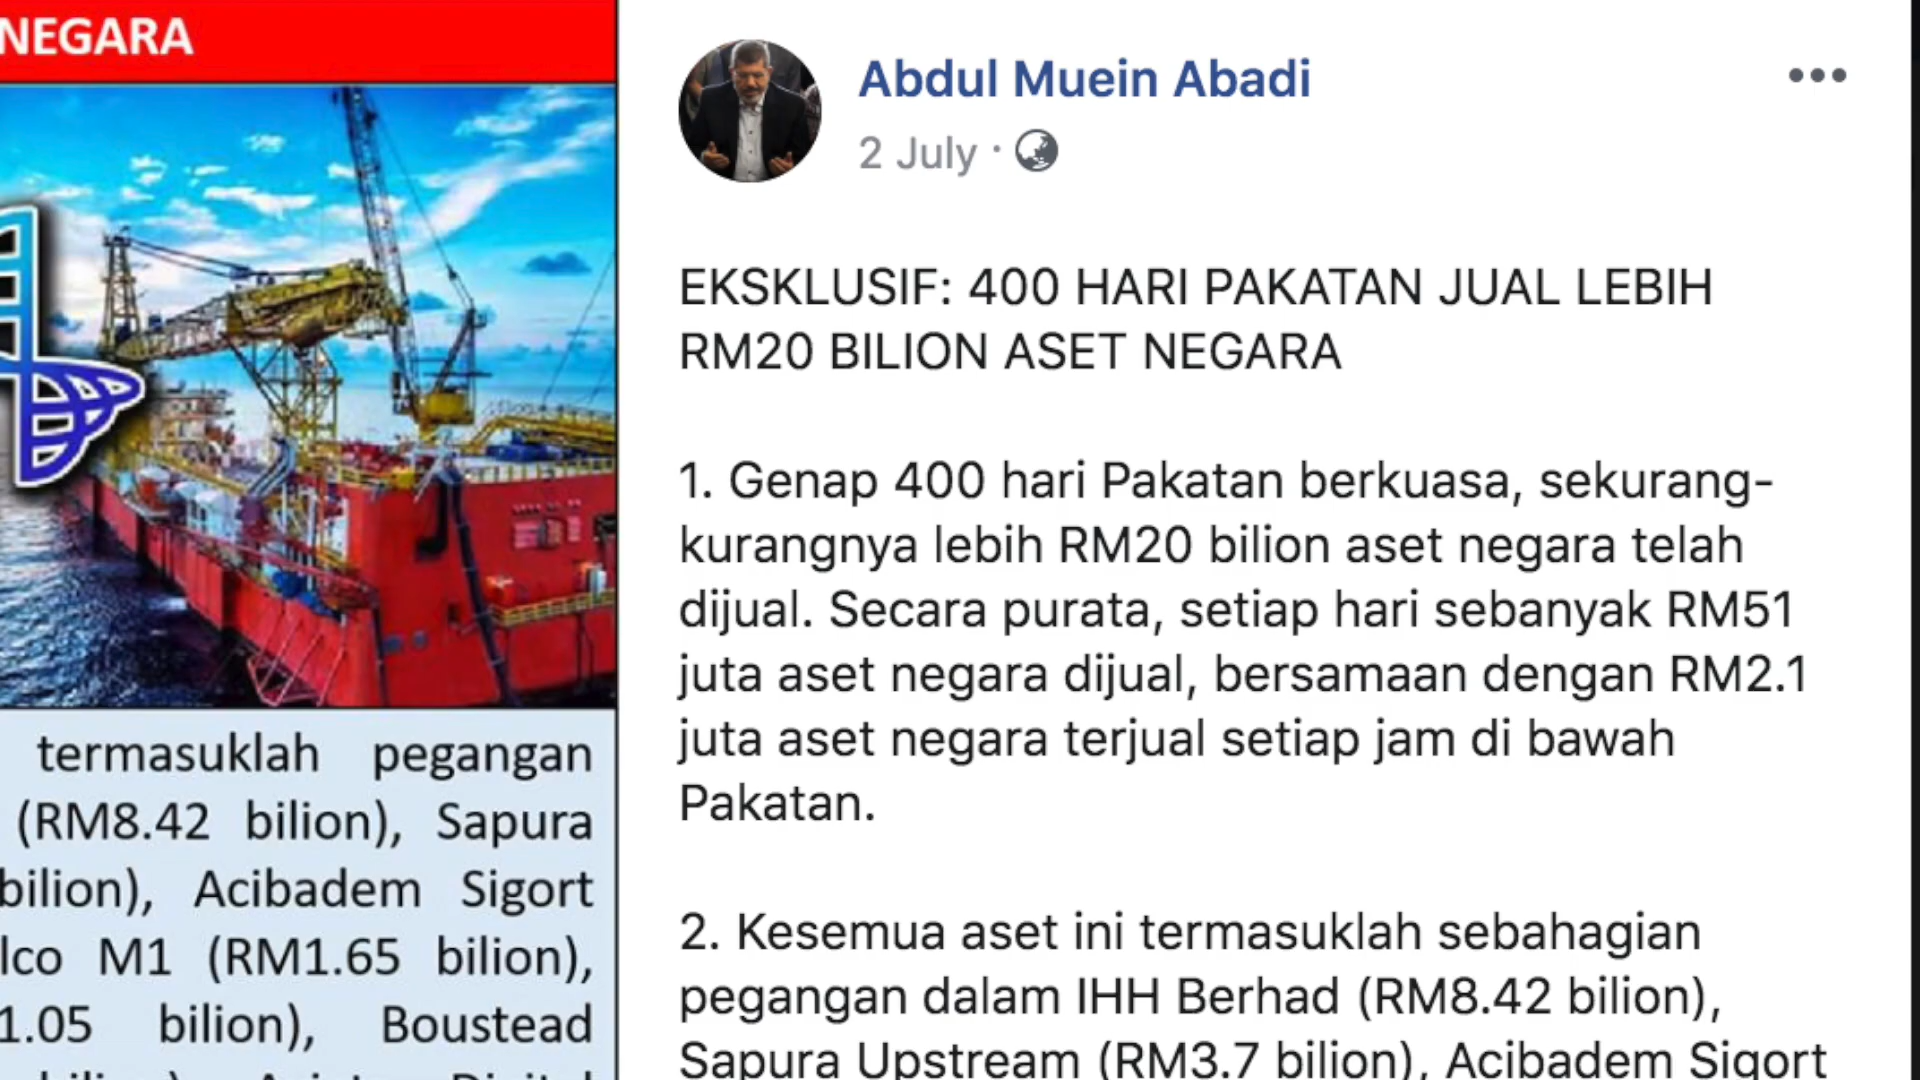 NEGARA
termasuklah pegangan
(RM8.42 bilion), Sapura
bilion), Acibadem Sigort
lco M1 (RM1.65 bilion),
1.05 bilion), Boustead
Abdul Muein Abadi
2 July ·
EKSKLUSIF: 400 HARI PAKATAN JUAL LEBIH
RM20 BILION ASET NEGARA
1. Genap 400 hari Pakatan berkuasa, sekurang-
kurangnya lebih RM20 bilion aset negara telah
dijual. Secara purata, setiap hari sebanyak RM51
juta aset negara dijual, bersamaan dengan RM2.1
juta aset negara terjual setiap jam di bawah
Pakatan.
2. Kesemua aset ini termasuklah sebahagian
pegangan dalam IHH Berhad (RM8.42 bilion),
Sapura Upstream (RM3.7 bilion), Acibadem Sigort